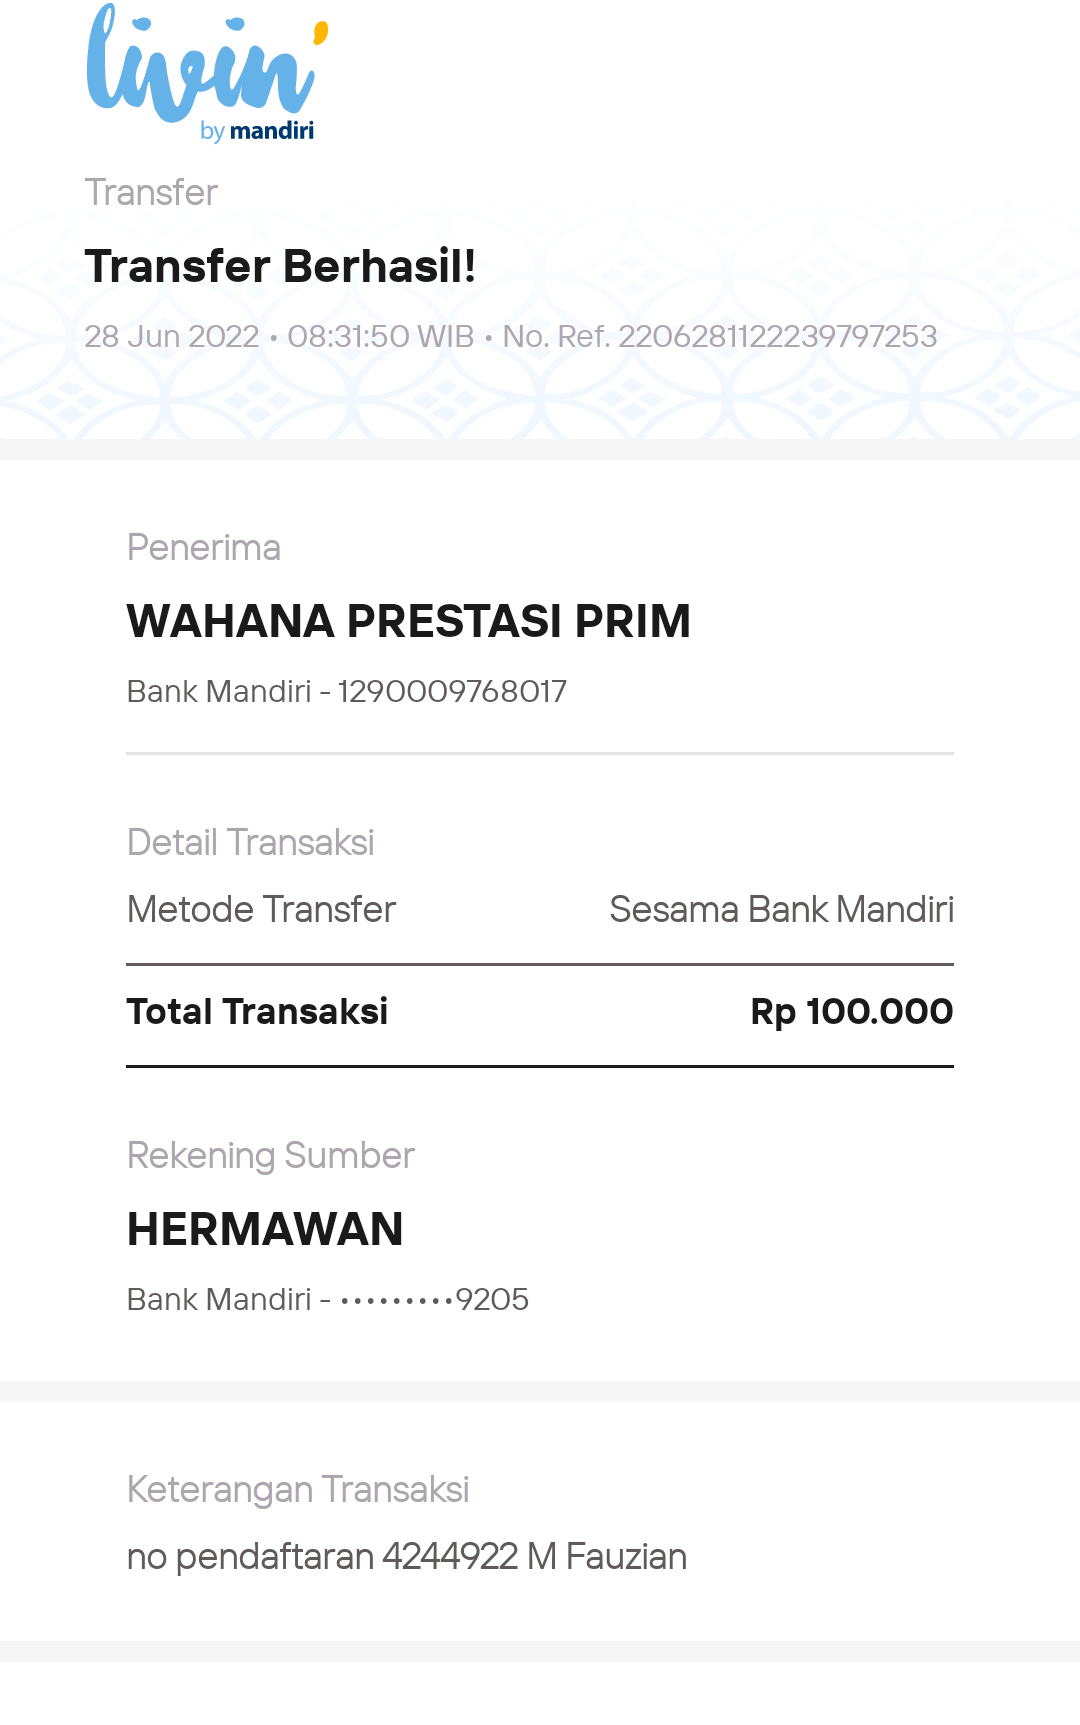 livin'
by mandiri
Transfer
Transfer Berhasil!
28 Jun 2022 • 08:31:50 WIB • No. Ref. 2206281122239797253
Penerima
WAHANA PRESTASI PRIM
Bank Mandiri - 1290009768017
Detail Transaksi
Metode Transfer Sesama Bank Mandiri
Total Transaksi Rp 100.000
Rekening Sumber
HERMAWAN
Bank Mandiri - •••••••••9205
Keterangan Transaksi
no pendaftaran 4244922 M Fauzian